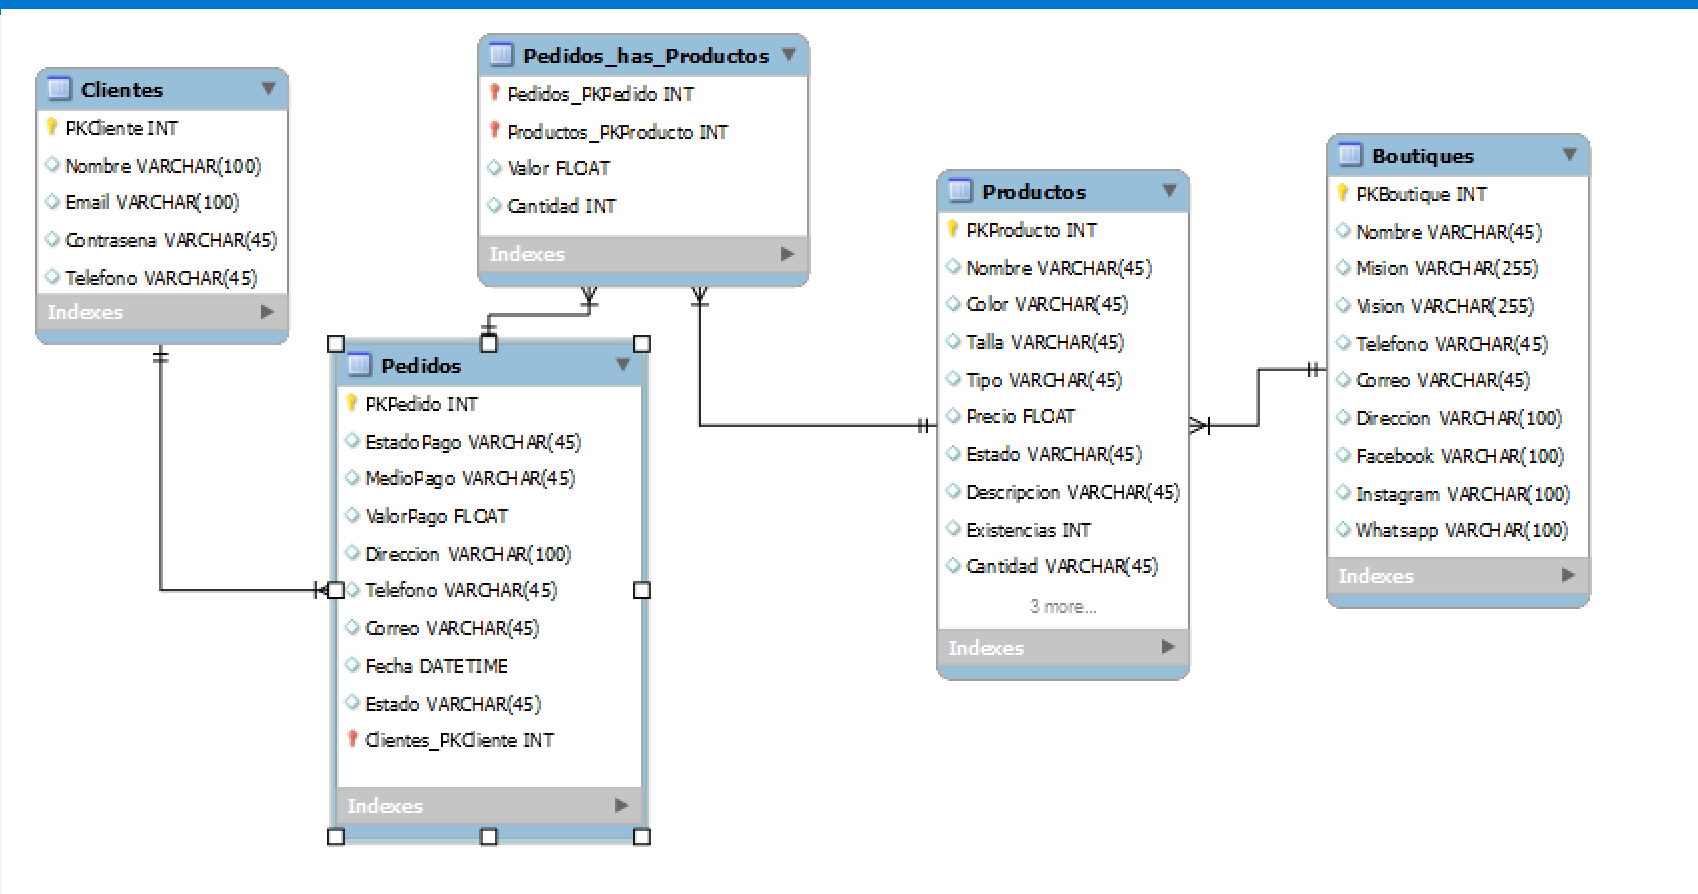 Clientes
PKCliente INT
Nombre VARCHAR(100)
Email VARCHAR(100)
Contrasena VARCHAR(45)
Telefono VARCHAR(45)
Indexes
Pedidos_has_Productos
Pedidos_PKPedido INT
Productos_PKProducto INT
Valor FLOAT
Cantidad INT
Indexes
Pedidos
PKPedido INT
EstadoPago VARCHAR(45)
MedioPago VARCHAR(45)
ValorPago FLOAT
Direccion VARCHAR(100)
Telefono VARCHAR(45)
Correo VARCHAR(45)
Fecha DATETIME
Estado VARCHAR(45)
Clientes_PKCliente INT
Indexes
Productos
PKProducto INT
Nombre VARCHAR(45)
Color VARCHAR(45)
Talla VARCHAR(45)
Tipo VARCHAR(45)
Precio FLOAT
Estado VARCHAR(45)
Descripcion VARCHAR(45)
Existencias INT
Cantidad VARCHAR(45)
3 more...
Indexes
Boutiques
PKBoutique INT
Nombre VARCHAR(45)
Mision VARCHAR(255)
Vision VARCHAR(255)
Telefono VARCHAR(45)
Correo VARCHAR(45)
Direccion VARCHAR(100)
Facebook VARCHAR(100)
Instagram VARCHAR(100)
Whatsapp VARCHAR(100)
Indexes